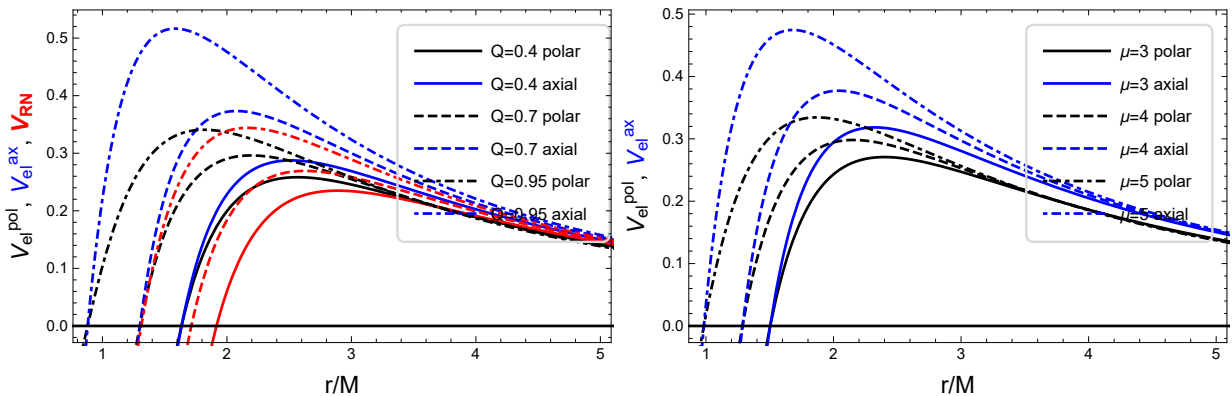 V_el^pol , V_el^ax , V_RN
0.5
0.4
0.3
0.2
0.1
0.0
1 2 3 4 5
r/M
Q=0.4 polar
Q=0.4 axial
Q=0.7 polar
Q=0.7 axial
Q=0.95 polar
Q=0.95 axial
V_el^pol , V_el^ax
0.5
0.4
0.3
0.2
0.1
0.0
1 2 3 4 5
r/M
μ=3 polar
μ=3 axial
μ=4 polar
μ=4 axial
μ=5 polar
μ=5 axial